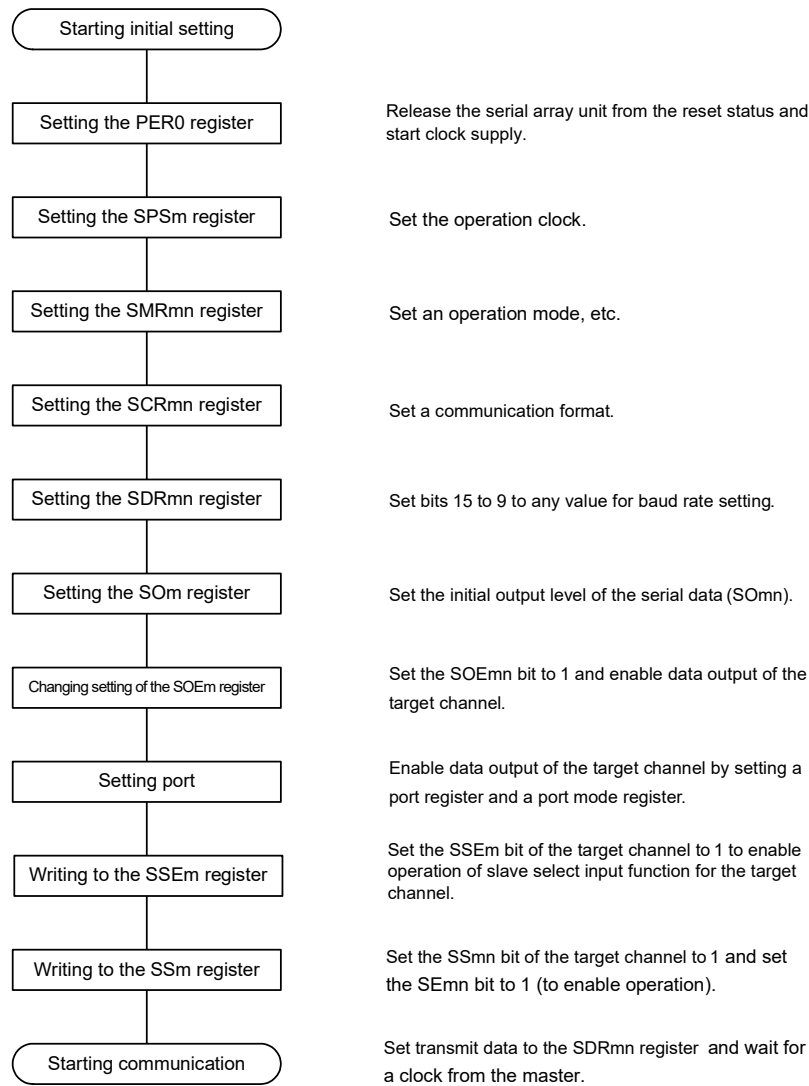 Starting initial setting
Setting the PER0 register
Release the serial array unit from the reset status and
start clock supply.
Setting the SPSm register
Set the operation clock.
Setting the SMRmn register
Set an operation mode, etc.
Setting the SCRmn register
Set a communication format.
Setting the SDRmn register
Set bits 15 to 9 to any value for baud rate setting.
Setting the SOm register
Set the initial output level of the serial data (SOmn).
Changing setting of the SOEm register
Set the SOEmn bit to 1 and enable data output of the
target channel.
Setting port
Enable data output of the target channel by setting a
port register and a port mode register.
Writing to the SSEm register
Set the SSEm bit of the target channel to 1 to enable
operation of slave select input function for the target
channel.
Writing to the SSm register
Set the SSmn bit of the target channel to 1 and set
the SEmn bit to 1 (to enable operation).
Starting communication
Set transmit data to the SDRmn register and wait for
a clock from the master.